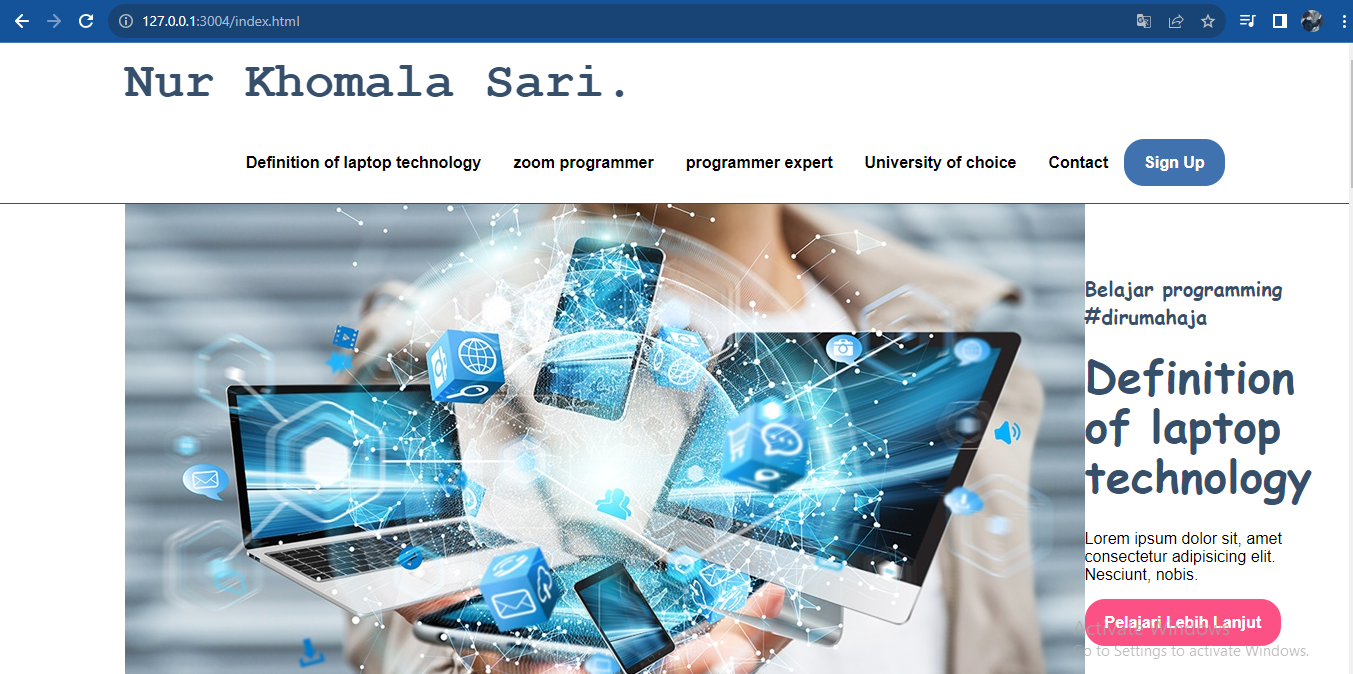 127.0.0.1:3004/index.html
Nur Khomala Sari.
Definition of laptop technology zoom programmer programmer expert University of choice Contact Sign Up
Belajar programming
#dirumahaja
Definition
of laptop
technology
Lorem ipsum dolor sit, amet
consectetur adipisicing elit.
Nesciunt, nobis.
Pelajari Lebih Lanjut
Activate Windows
Go to Settings to activate Windows.